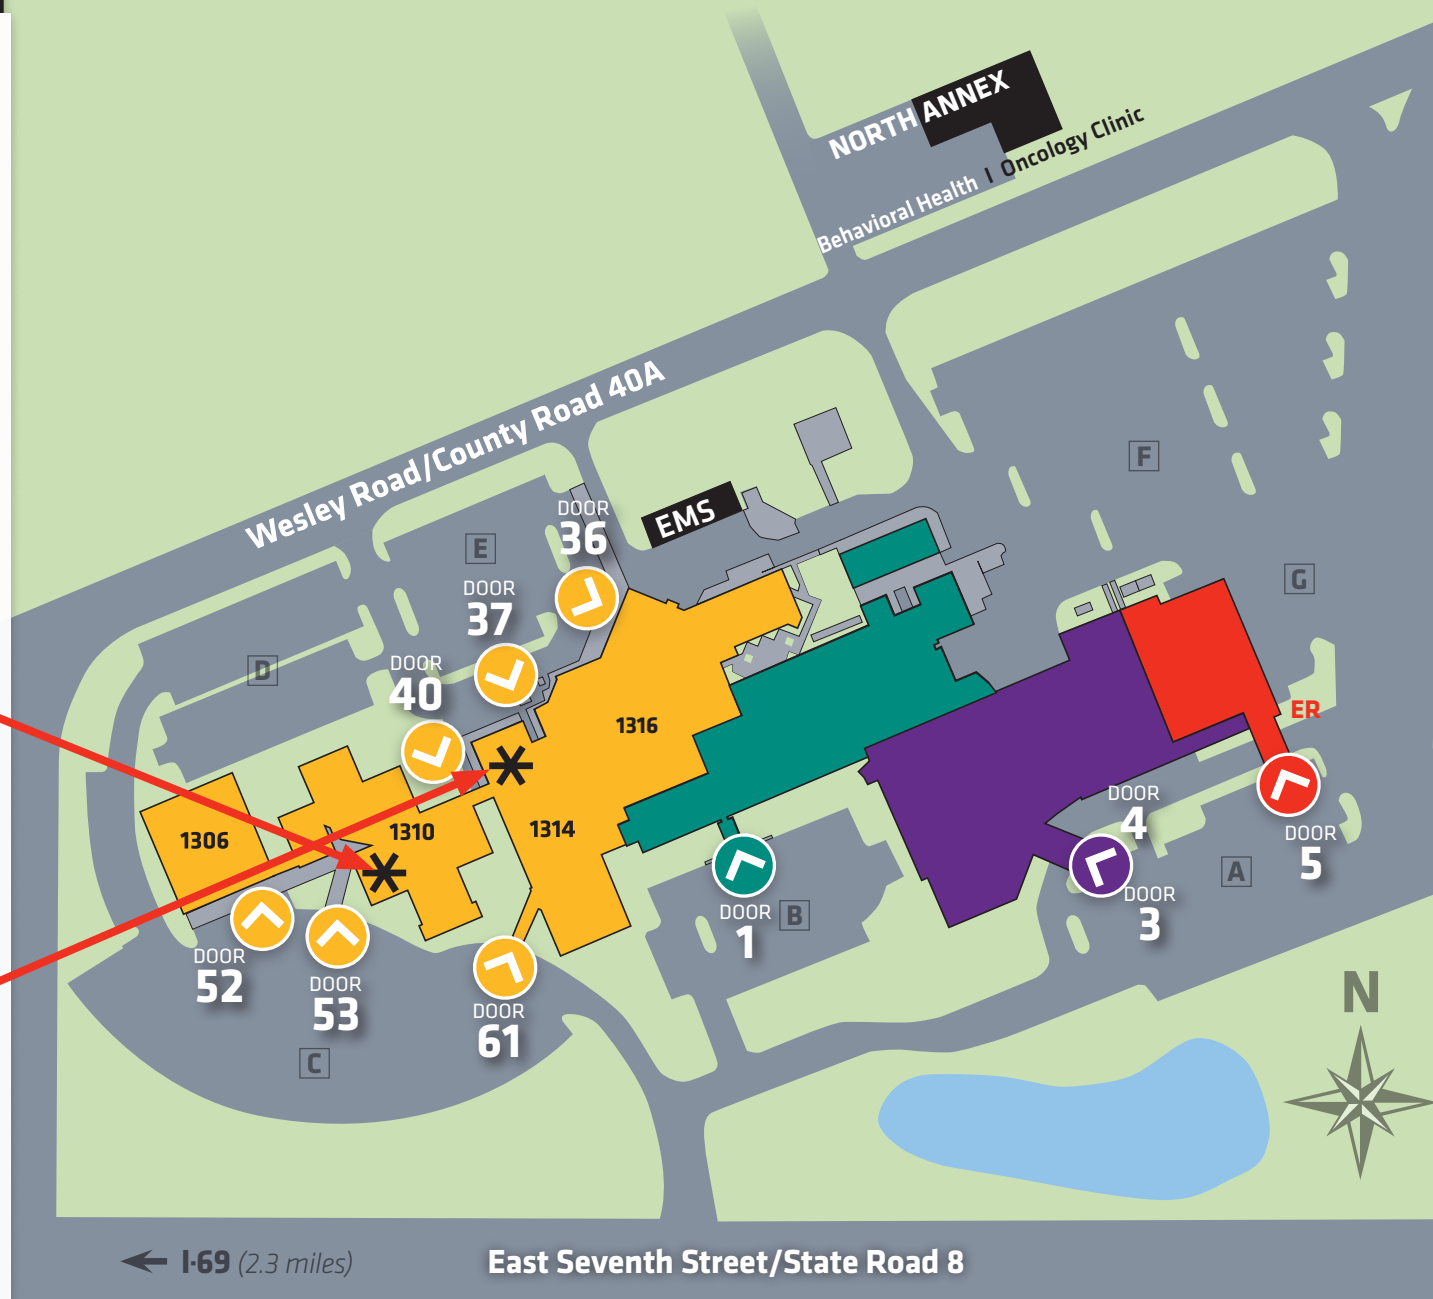 NORTH ANNEX
Behavioral Health | Oncology Clinic
Wesley Road/County Road 40A
F
EMS
DOOR
36
E
DOOR
37
G
DOOR
40
D
ER
1316
DOOR
4
1306
1310
1314
DOOR
5
A
DOOR
1
B
DOOR
3
DOOR
52
DOOR
53
DOOR
61
C
N
I-69 (2.3 miles)
East Seventh Street/State Road 8